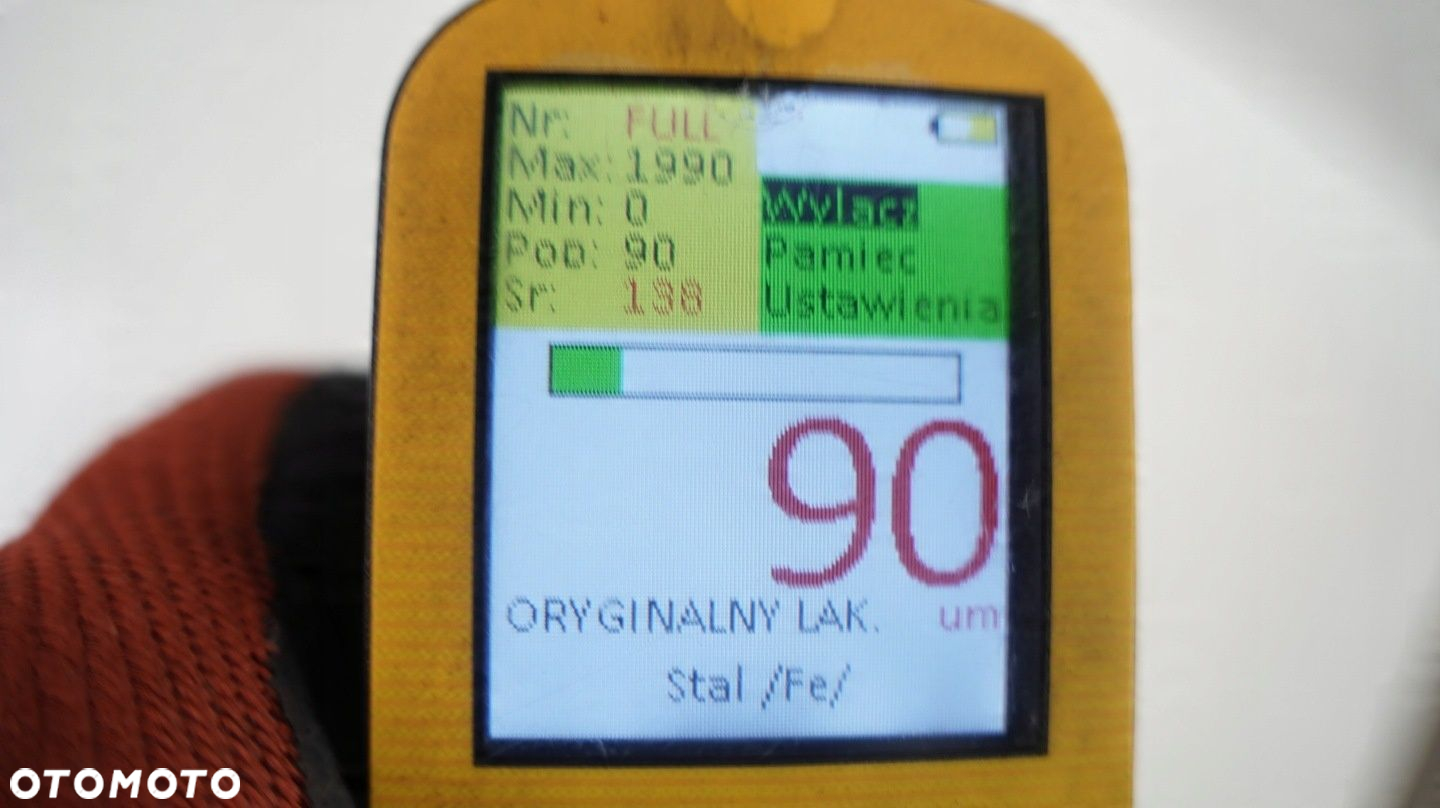 Nr: FULL
Max: 1990
Min: 0
Pop: 90
Sr: 138
Wylacz
Pamiec
Ustawienia
90
ORYGINALNY LAK. um
Stal /Fe/
OTOMOTO